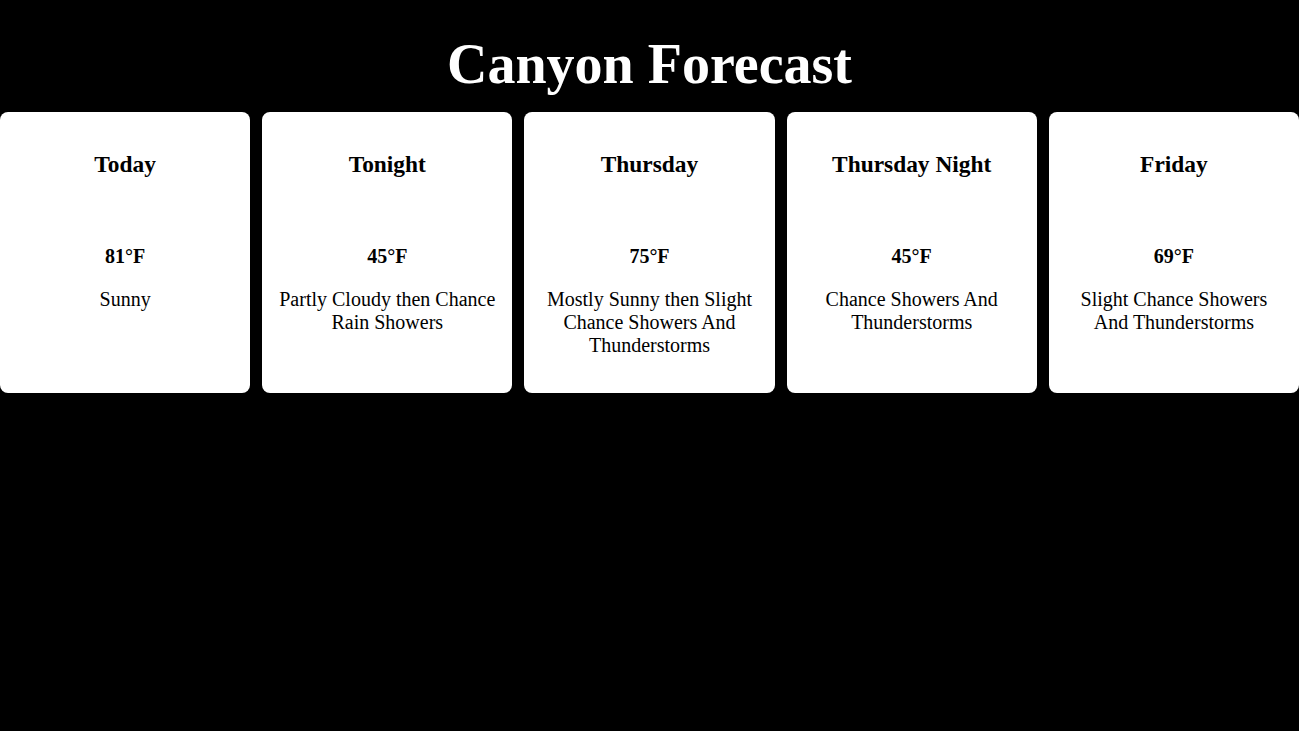 Canyon Forecast
Today
81°F
Sunny
Tonight
45°F
Partly Cloudy then Chance
Rain Showers
Thursday
75°F
Mostly Sunny then Slight
Chance Showers And
Thunderstorms
Thursday Night
45°F
Chance Showers And
Thunderstorms
Friday
69°F
Slight Chance Showers
And Thunderstorms